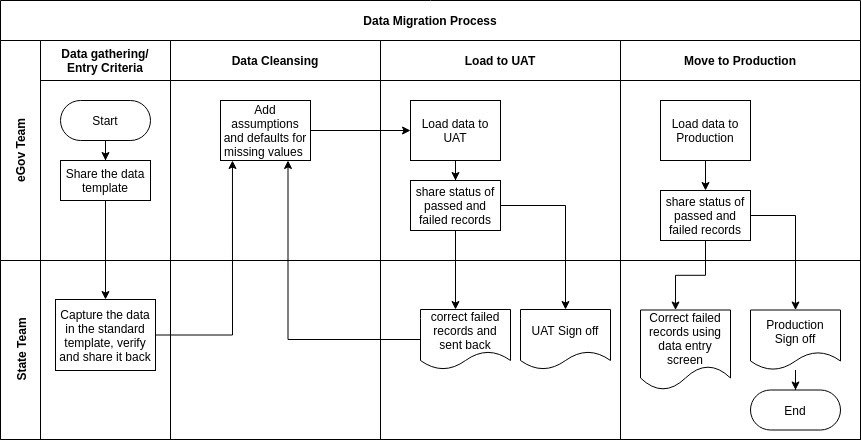 Data Migration Process
Data gathering/
Entry Criteria
Data Cleansing
Load to UAT
Move to Production
eGov Team
Start
Share the data
template
Add
assumptions
and defaults for
missing values
Load data to
UAT
share status of
passed and
failed records
Load data to
Production
share status of
passed and
failed records
State Team
Capture the data
in the standard
template, verify
and share it back
correct failed
records and
sent back
UAT Sign off
Correct failed
records using
data entry
screen
Production
Sign off
End